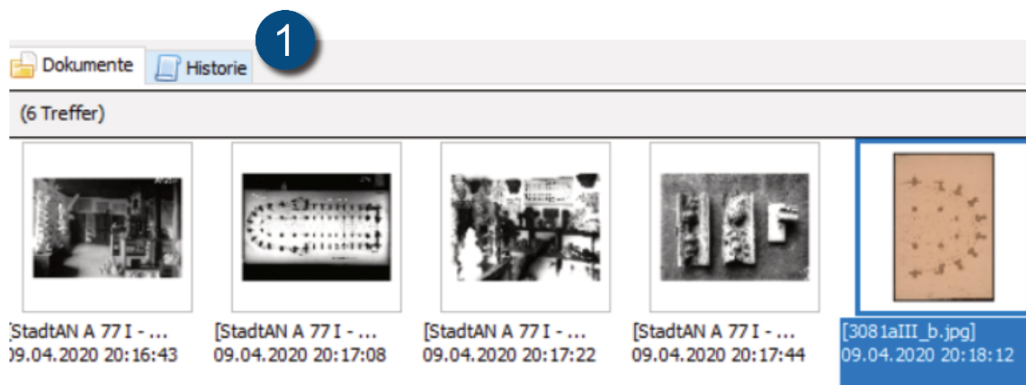 1
Dokumente Historie
(6 Treffer)
[StadtAN A 77 I - ... [StadtAN A 77 I - ... [StadtAN A 77 I - ... [StadtAN A 77 I - ... [3081aIII_b.jpg]
09.04.2020 20:16:43 09.04.2020 20:17:08 09.04.2020 20:17:22 09.04.2020 20:17:44 09.04.2020 20:18:12